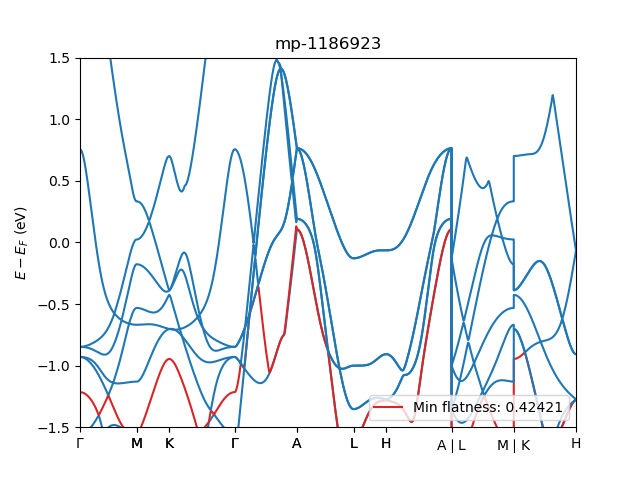 mp-1186923
E − E_F (eV)
1.5
1.0
0.5
0.0
−0.5
−1.0
−1.5
Min flatness: 0.42421
Γ M K Γ A L H A | L M | K H